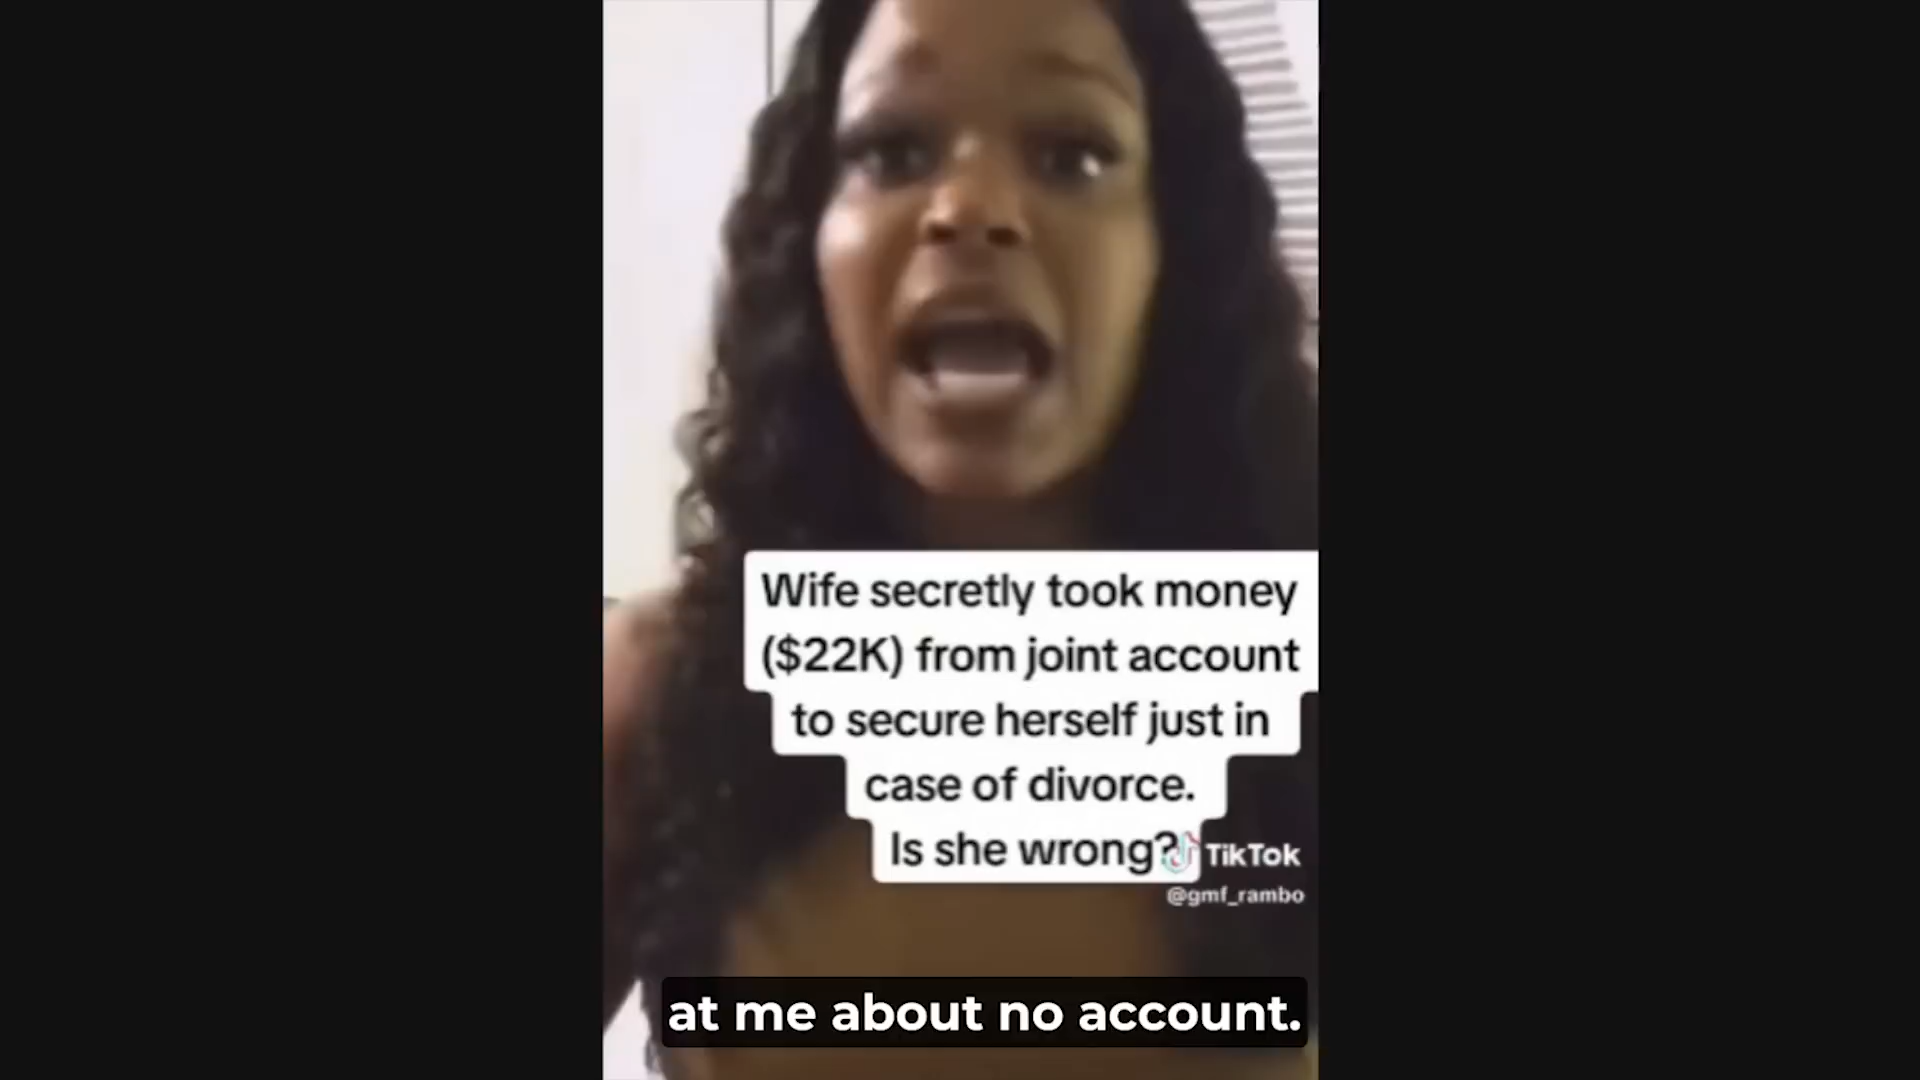 Wife secretly took money
($22K) from joint account
to secure herself just in
case of divorce.
Is she wrong?
TikTok
@gmf_rambo
at me about no account.